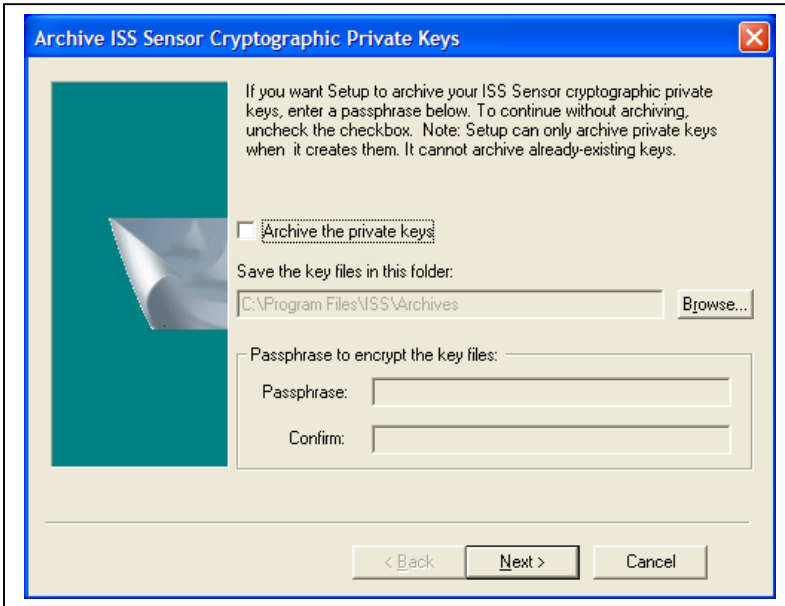 Archive ISS Sensor Cryptographic Private Keys
If you want Setup to archive your ISS Sensor cryptographic private
keys, enter a passphrase below. To continue without archiving,
uncheck the checkbox.  Note: Setup can only archive private keys
when  it creates them. It cannot archive already-existing keys.
Archive the private keys
Save the key files in this folder:
C:\Program Files\ISS\Archives
Browse...
Passphrase to encrypt the key files:
Passphrase:
Confirm:
< Back
Next >
Cancel